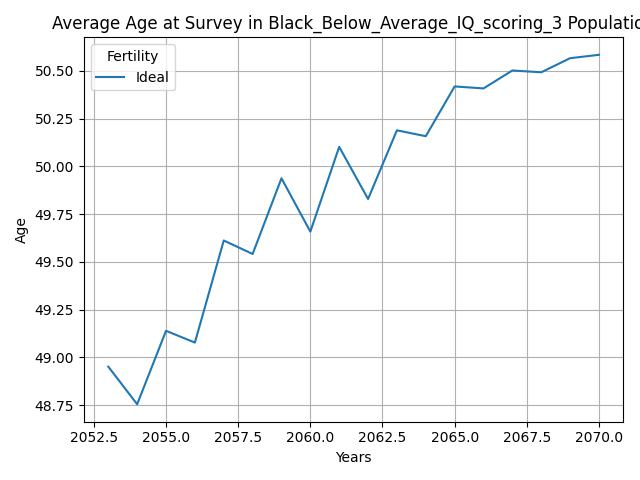 Average Age at Survey in Black_Below_Average_IQ_scoring_3 Populatio
Fertility
Ideal
50.50
50.25
50.00
49.75
49.50
49.25
49.00
48.75
Age
2052.5 2055.0 2057.5 2060.0 2062.5 2065.0 2067.5 2070.0
Years